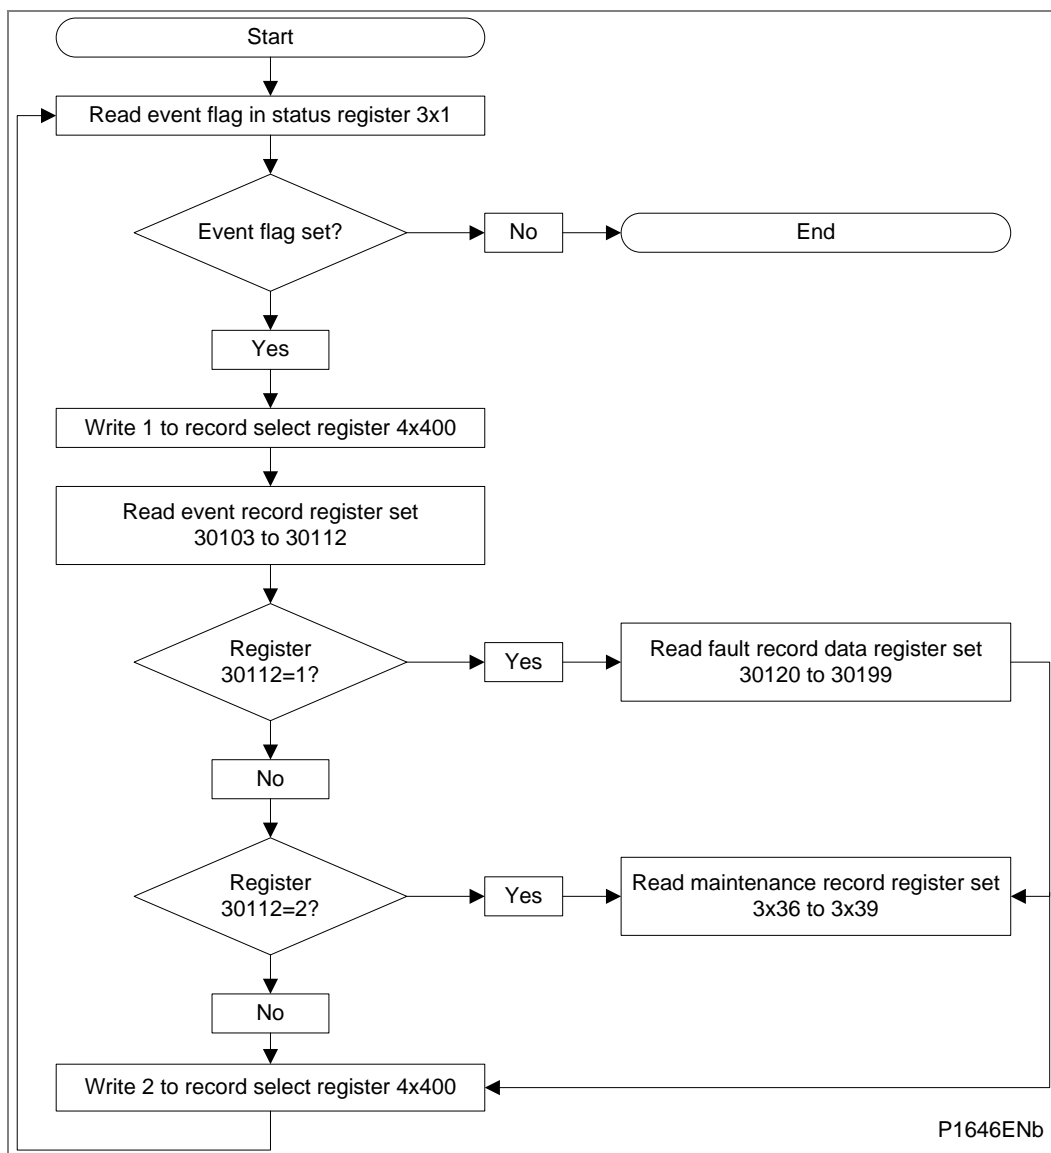 Start
Read event flag in status register 3x1
Event flag set?
No
End
Yes
Write 1 to record select register 4x400
Read event record register set
30103 to 30112
Register
30112=1?
Yes
Read fault record data register set
30120 to 30199
No
Register
30112=2?
Yes
Read maintenance record register set
3x36 to 3x39
No
Write 2 to record select register 4x400
P1646ENb